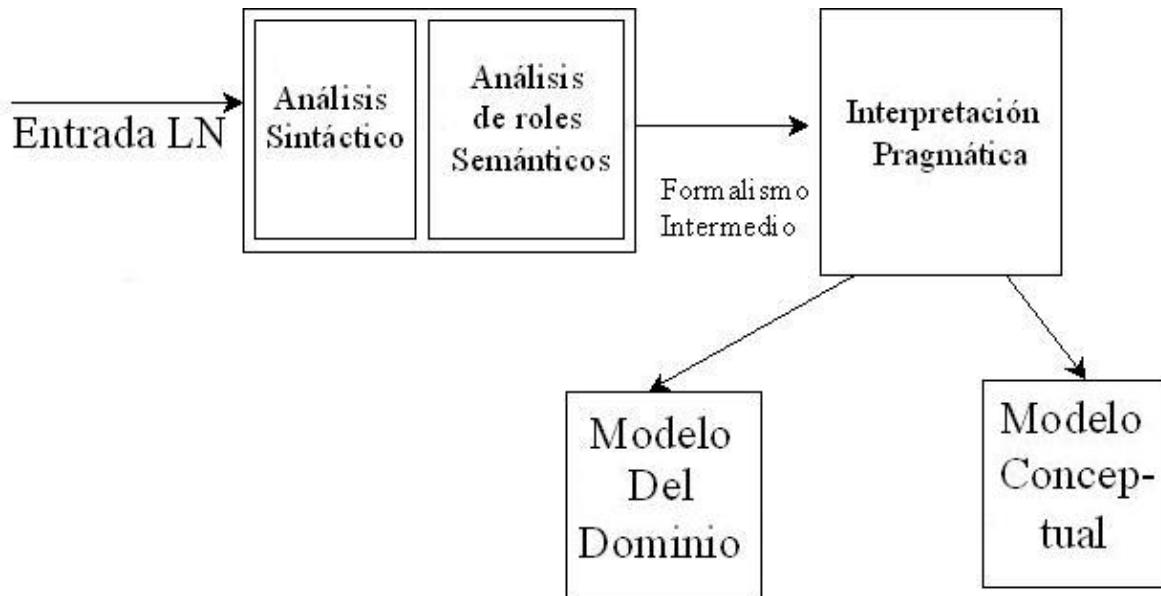 Entrada LN
Análisis
Sintáctico
Análisis
de roles
Semánticos
Formalismo
Intermedio
Interpretación
Pragmática
Modelo
Del
Dominio
Modelo
Concep-
tual